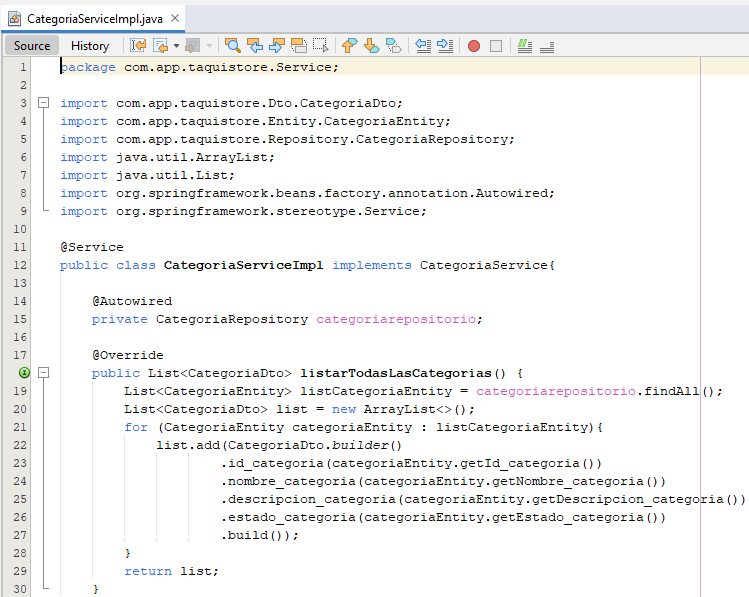 CategoriaServiceImpl.java
Source History
1 package com.app.taquistore.Service;
2
3 import com.app.taquistore.Dto.CategoriaDto;
4 import com.app.taquistore.Entity.CategoriaEntity;
5 import com.app.taquistore.Repository.CategoriaRepository;
6 import java.util.ArrayList;
7 import java.util.List;
8 import org.springframework.beans.factory.annotation.Autowired;
9 import org.springframework.stereotype.Service;
10
11 @Service
12 public class CategoriaServiceImpl implements CategoriaService{
13
14     @Autowired
15     private CategoriaRepository categoriarepositorio;
16
17     @Override
    public List<CategoriaDto> listarTodasLasCategorias() {
19         List<CategoriaEntity> listCategoriaEntity = categoriarepositorio.findAll();
20         List<CategoriaDto> list = new ArrayList<>();
21         for (CategoriaEntity categoriaEntity : listCategoriaEntity){
22             list.add(CategoriaDto.builder()
23                     .id_categoria(categoriaEntity.getId_categoria())
24                     .nombre_categoria(categoriaEntity.getNombre_categoria())
25                     .descripcion_categoria(categoriaEntity.getDescripcion_categoria())
26                     .estado_categoria(categoriaEntity.getEstado_categoria())
27                     .build());
28         }
29         return list;
30     }